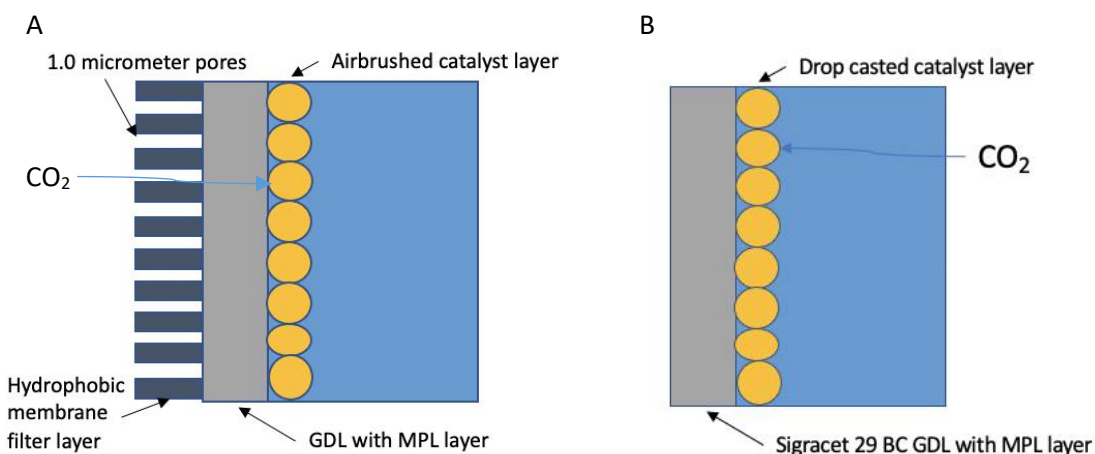 A
1.0 micrometer pores
Airbrushed catalyst layer
CO₂
Hydrophobic
membrane
filter layer
GDL with MPL layer
B
Drop casted catalyst layer
CO₂
Sigracet 29 BC GDL with MPL layer